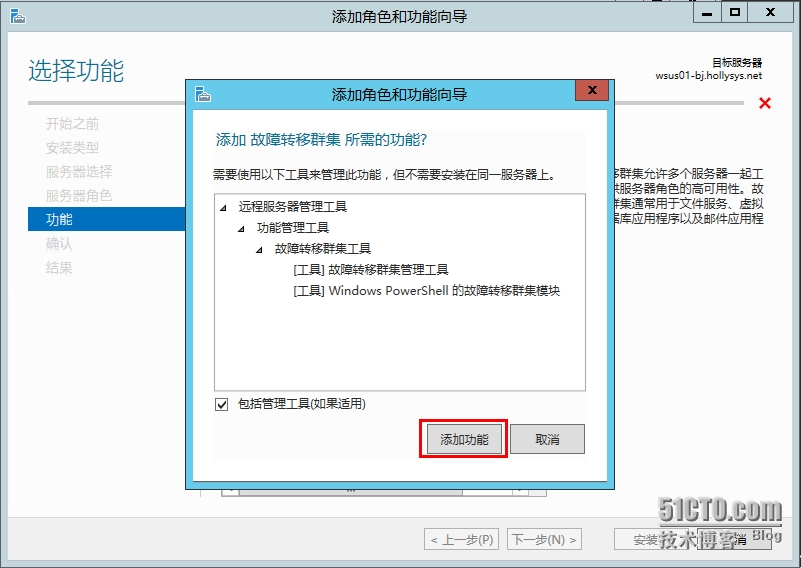 添加角色和功能向导
选择功能
目标服务器
wsus01-bj.hollysys.net
开始之前
安装类型
服务器选择
服务器角色
功能
确认
结果
添加角色和功能向导
添加 故障转移群集 所需的功能?
需要使用以下工具来管理此功能，但不需要安装在同一服务器上。
远程服务器管理工具
功能管理工具
故障转移群集工具
[工具] 故障转移群集管理工具
[工具] Windows PowerShell 的故障转移群集模块
包括管理工具(如果适用)
添加功能
取消
移群集允许多个服务器一起工
服务器角色的高可用性。故
集通常用于文件服务、虚拟
库应用程序以及邮件应用程
< 上一步(P)
下一步(N) >
安装
消
51CTO.com
技术博客 Blog